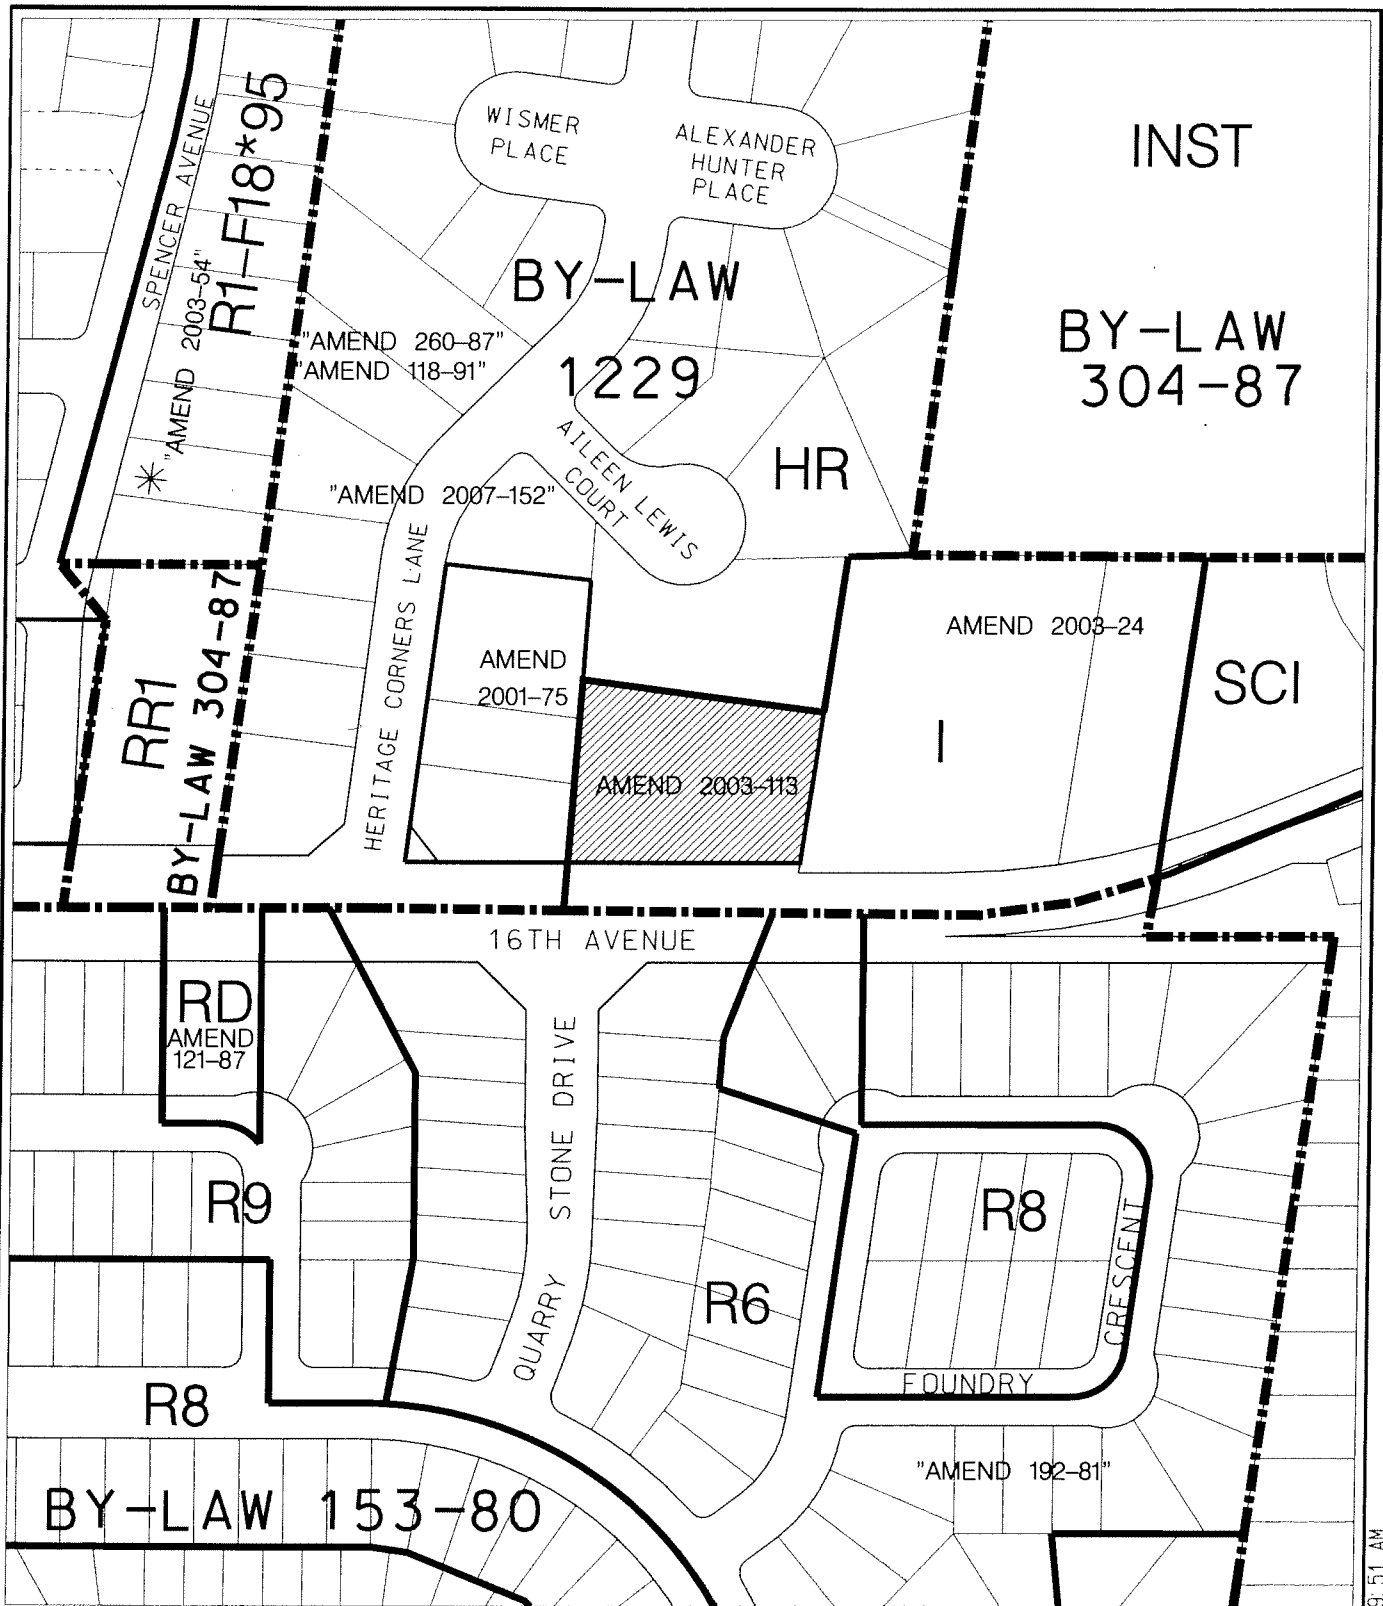 WISMER
PLACE
ALEXANDER
HUNTER
PLACE
INST
SPENCER AVENUE
R1-F18*95
"AMEND 2003-54"
*
BY-LAW
1229
"AMEND 260-87"
"AMEND 118-91"
BY-LAW
304-87
AILEEN LEWIS
COURT
HR
"AMEND 2007-152"
HERITAGE CORNERS LANE
RR1
BY-LAW 304-87
AMEND
2001-75
AMEND 2003-24
SCI
I
AMEND 2003-113
16TH AVENUE
RD
AMEND
121-87
QUARRY STONE DRIVE
R9
R8
CRESCENT
R6
FOUNDRY
R8
"AMEND 192-81"
BY-LAW 153-80
9:51 AM